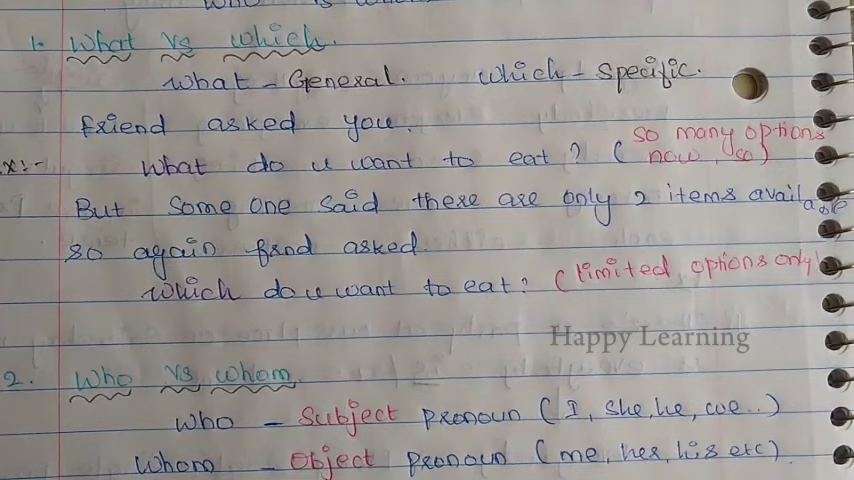 1. What vs which.
what - General. which - specific.
friend asked you.
x:- What do u want to eat? (so many options now, so)
But some one said there are only 2 items available
so again frnd asked
which do u want to eat? (limited options only)
Happy Learning
2. Who vs whom
who - Subject pronoun (I, she, he, we..)
Whom - Object pronoun (me, her, his etc).